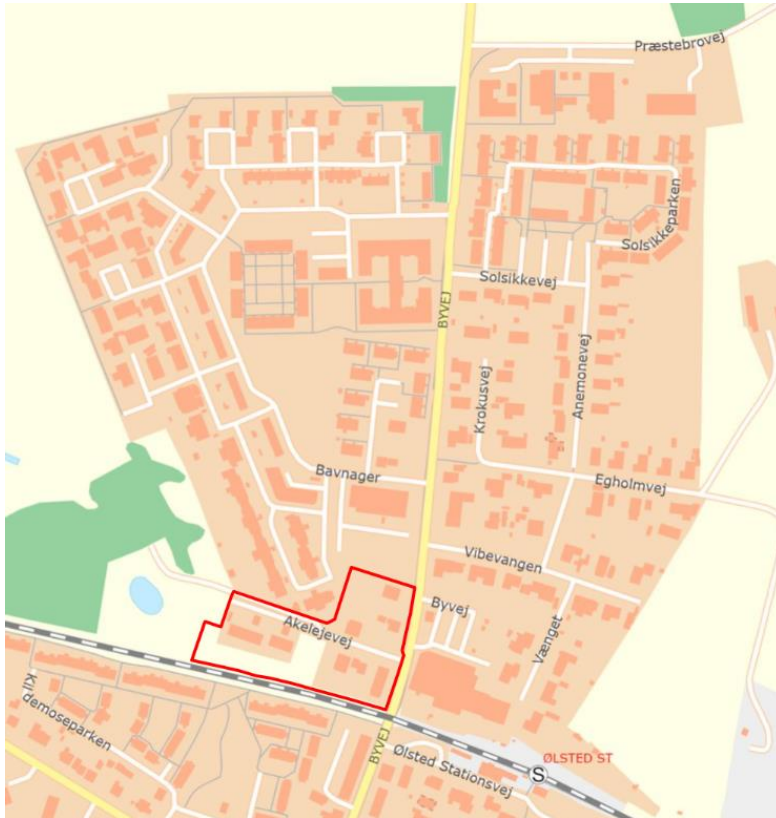 Præstebrovej
Solsikkeparken
Solsikkevej
BYVEJ
Krokusvej
Anemonevej
Bavnager
Egholmvej
Vibevangen
Byvej
Akelejevej
Vænget
Kildemoseparken
BYVEJ
Ølsted Stationsvej
ØLSTED ST
S